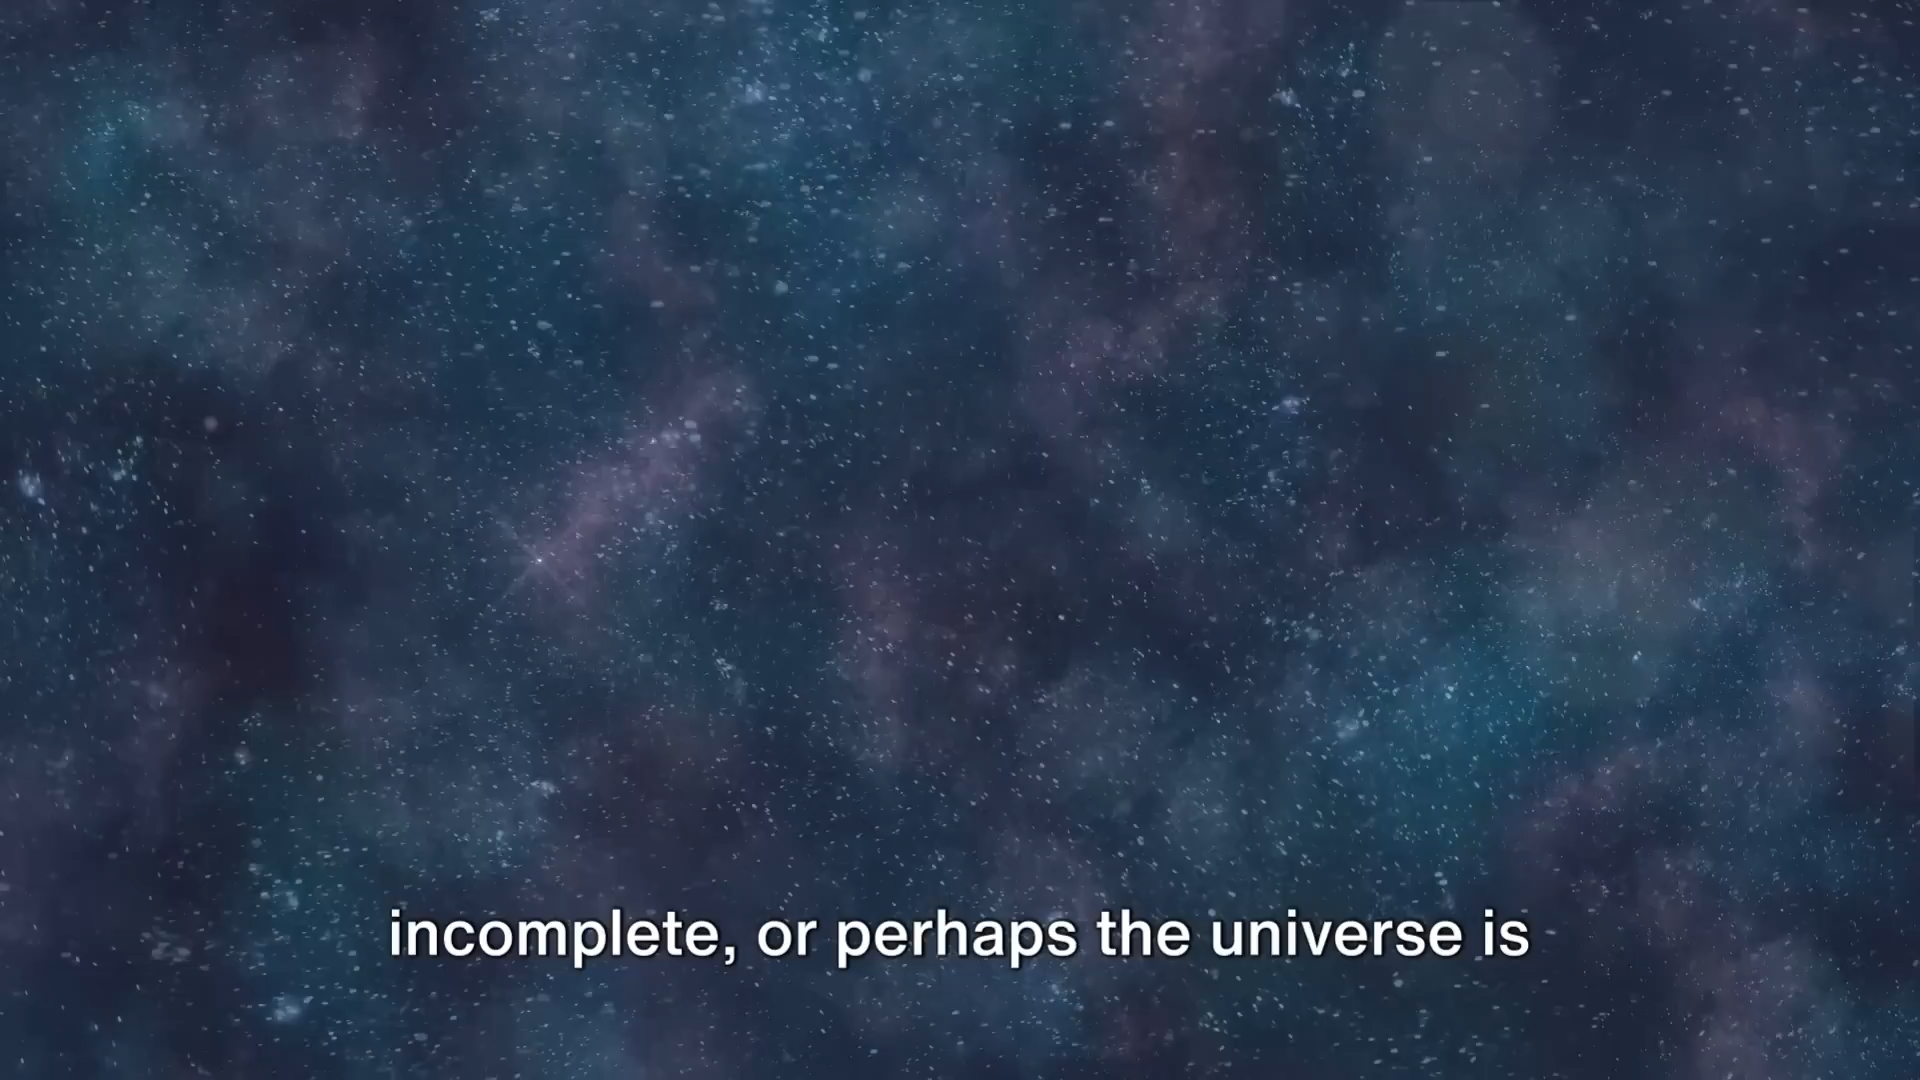 incomplete, or perhaps the universe is